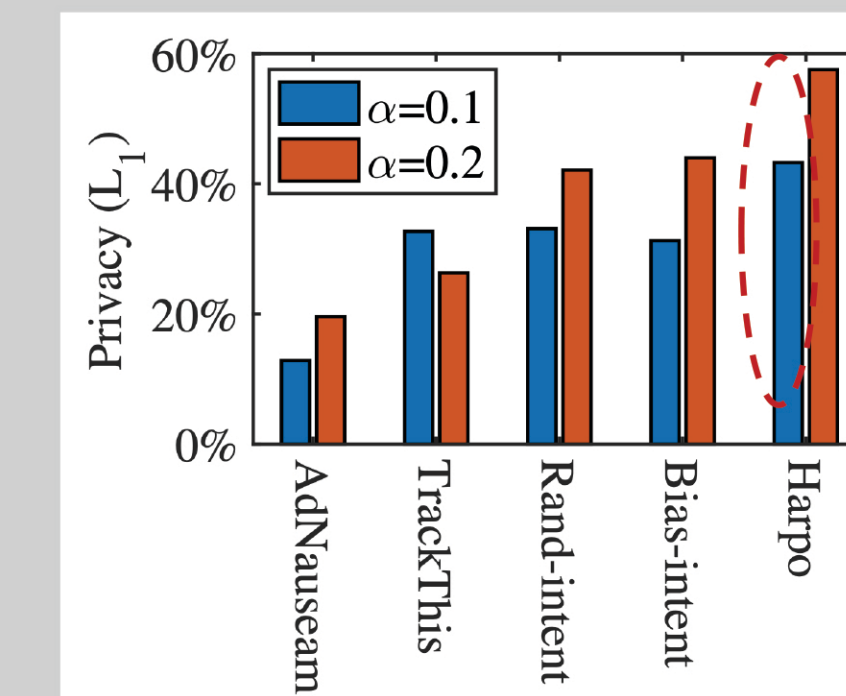 60%
40%
20%
0%
Privacy (L1)
α=0.1
α=0.2
AdNauseam
TrackThis
Rand-intent
Bias-intent
Harpo